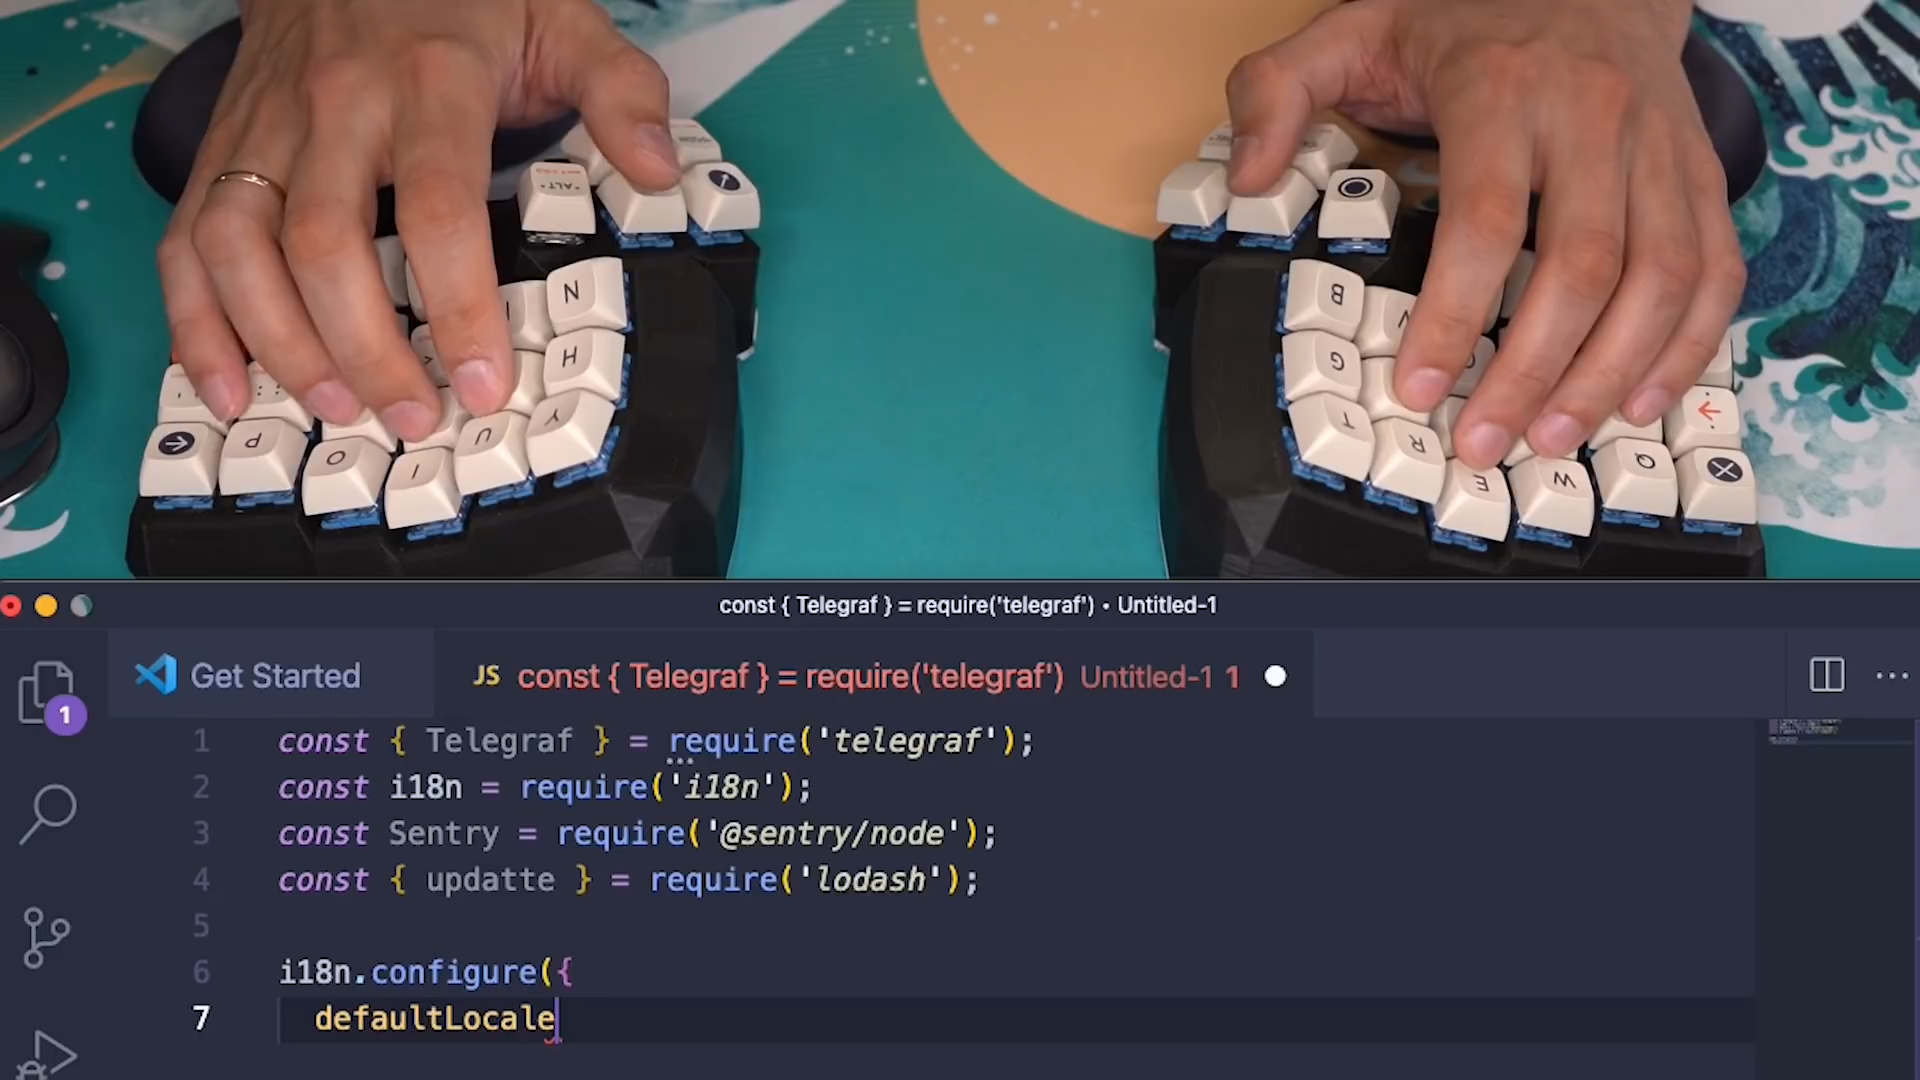 "ALT"
N
B
H
G
Y
T
U
R
P
O
I
E
W
Q
const { Telegraf } = require('telegraf') • Untitled-1
Get Started
JS const { Telegraf } = require('telegraf') Untitled-1 1
1
1 const { Telegraf } = require('telegraf');
2 const i18n = require('i18n');
3 const Sentry = require('@sentry/node');
4 const { updatte } = require('lodash');
5
6 i18n.configure({
7 defaultLocale